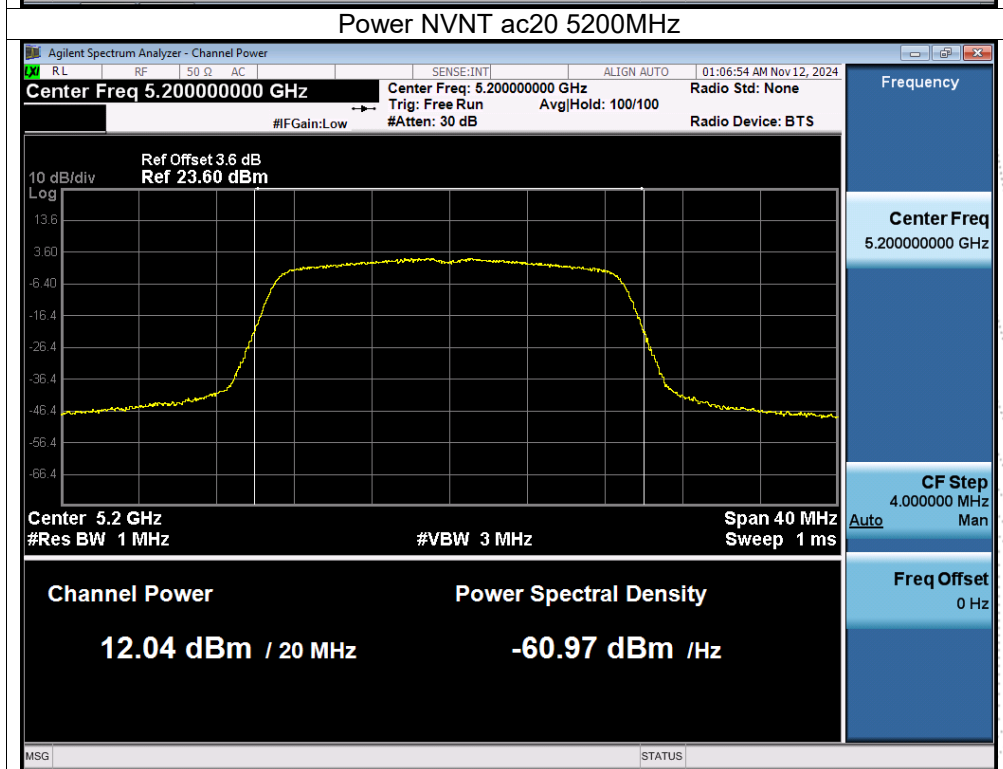 Power NVNT ac20 5200MHz
Agilent Spectrum Analyzer - Channel Power
LXI RL RF 50 Ω AC SENSE:INT ALIGN AUTO 01:06:54 AM Nov 12, 2024
Center Freq 5.200000000 GHz
Center Freq: 5.200000000 GHz
Radio Std: None
Trig: Free Run Avg|Hold: 100/100
#IFGain:Low
#Atten: 30 dB
Radio Device: BTS
Ref Offset 3.6 dB
10 dB/div Ref 23.60 dBm
Log
13.6
3.60
-6.40
-16.4
-26.4
-36.4
-46.4
-56.4
-66.4
Center 5.2 GHz Span 40 MHz
#Res BW 1 MHz #VBW 3 MHz Sweep 1 ms
Channel Power Power Spectral Density
12.04 dBm / 20 MHz -60.97 dBm /Hz
Frequency
Center Freq
5.200000000 GHz
CF Step
4.000000 MHz
Auto Man
Freq Offset
0 Hz
MSG STATUS